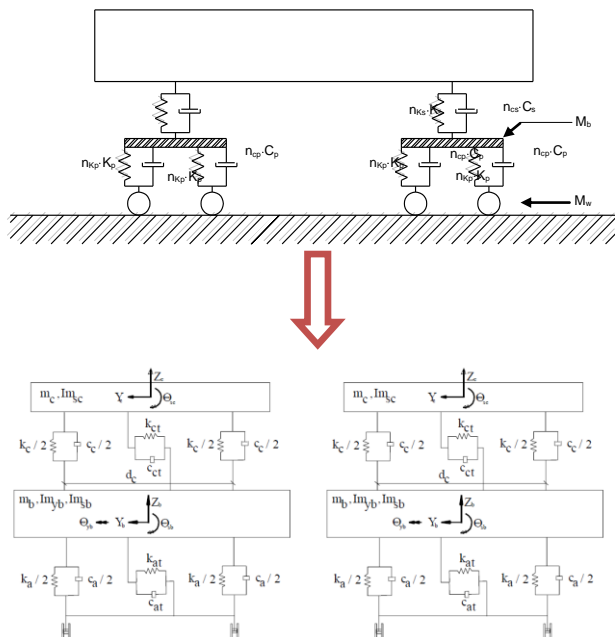 nKs·K
ncs·Cs
Mb
nKp·Kp
nKp·Kp
ncp·Cp
nKp·Kp
ncp·Cp
nKp·Kp
ncp·Cp
Mw
Zc
Zc
mc,Imsc
Yc
Θsc
mc,Imsc
Yc
Θsc
kc / 2
cc / 2
kct
cct
kc / 2
cc / 2
kc / 2
cc / 2
kct
cct
kc / 2
cc / 2
dc
dc
mb,Imyb,Imsb
Zb
mb,Imyb,Imsb
Zb
Θyb
Yb
Θsb
Θyb
Yb
Θsb
ka / 2
ca / 2
kat
cat
ka / 2
ca / 2
ka / 2
ca / 2
kat
cat
ka / 2
ca / 2